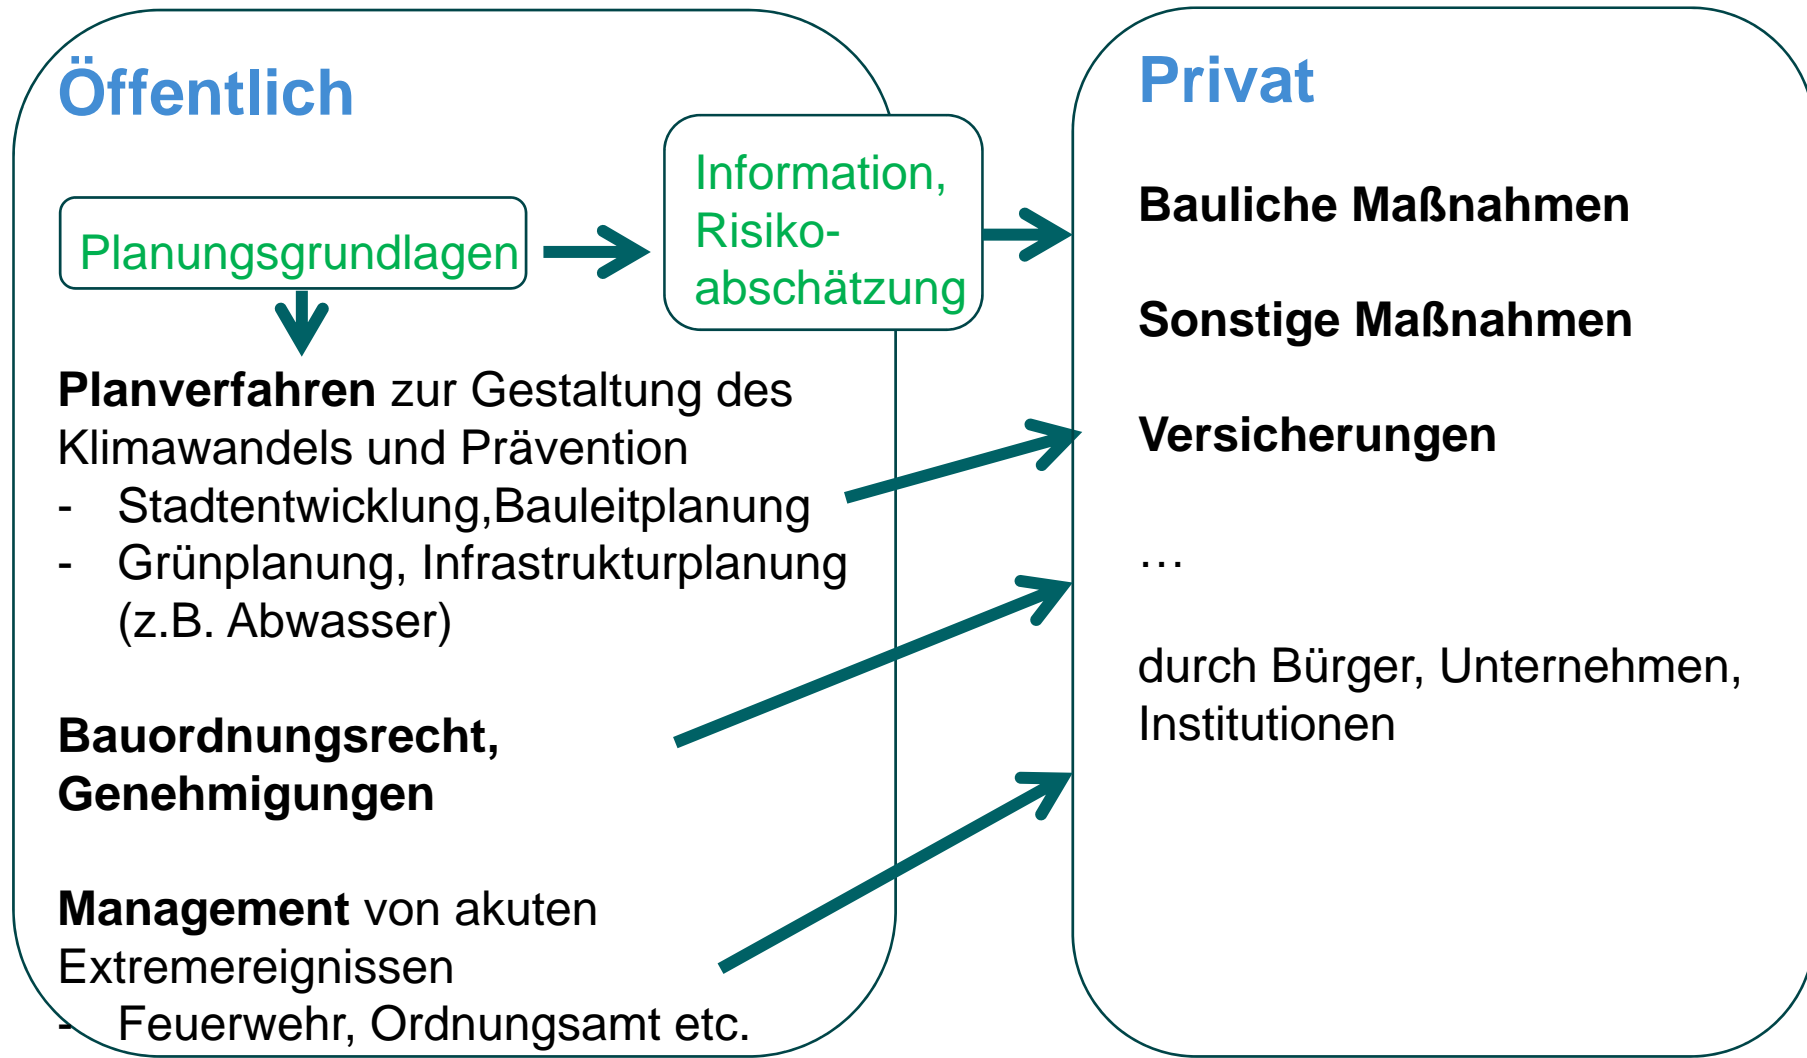 Öffentlich
Planungsgrundlagen
Information,
Risiko-
abschätzung
Planverfahren zur Gestaltung des
Klimawandels und Prävention
- Stadtentwicklung,Bauleitplanung
- Grünplanung, Infrastrukturplanung
(z.B. Abwasser)
Bauordnungsrecht,
Genehmigungen
Management von akuten
Extremereignissen
- Feuerwehr, Ordnungsamt etc.
Privat
Bauliche Maßnahmen
Sonstige Maßnahmen
Versicherungen
…
durch Bürger, Unternehmen,
Institutionen